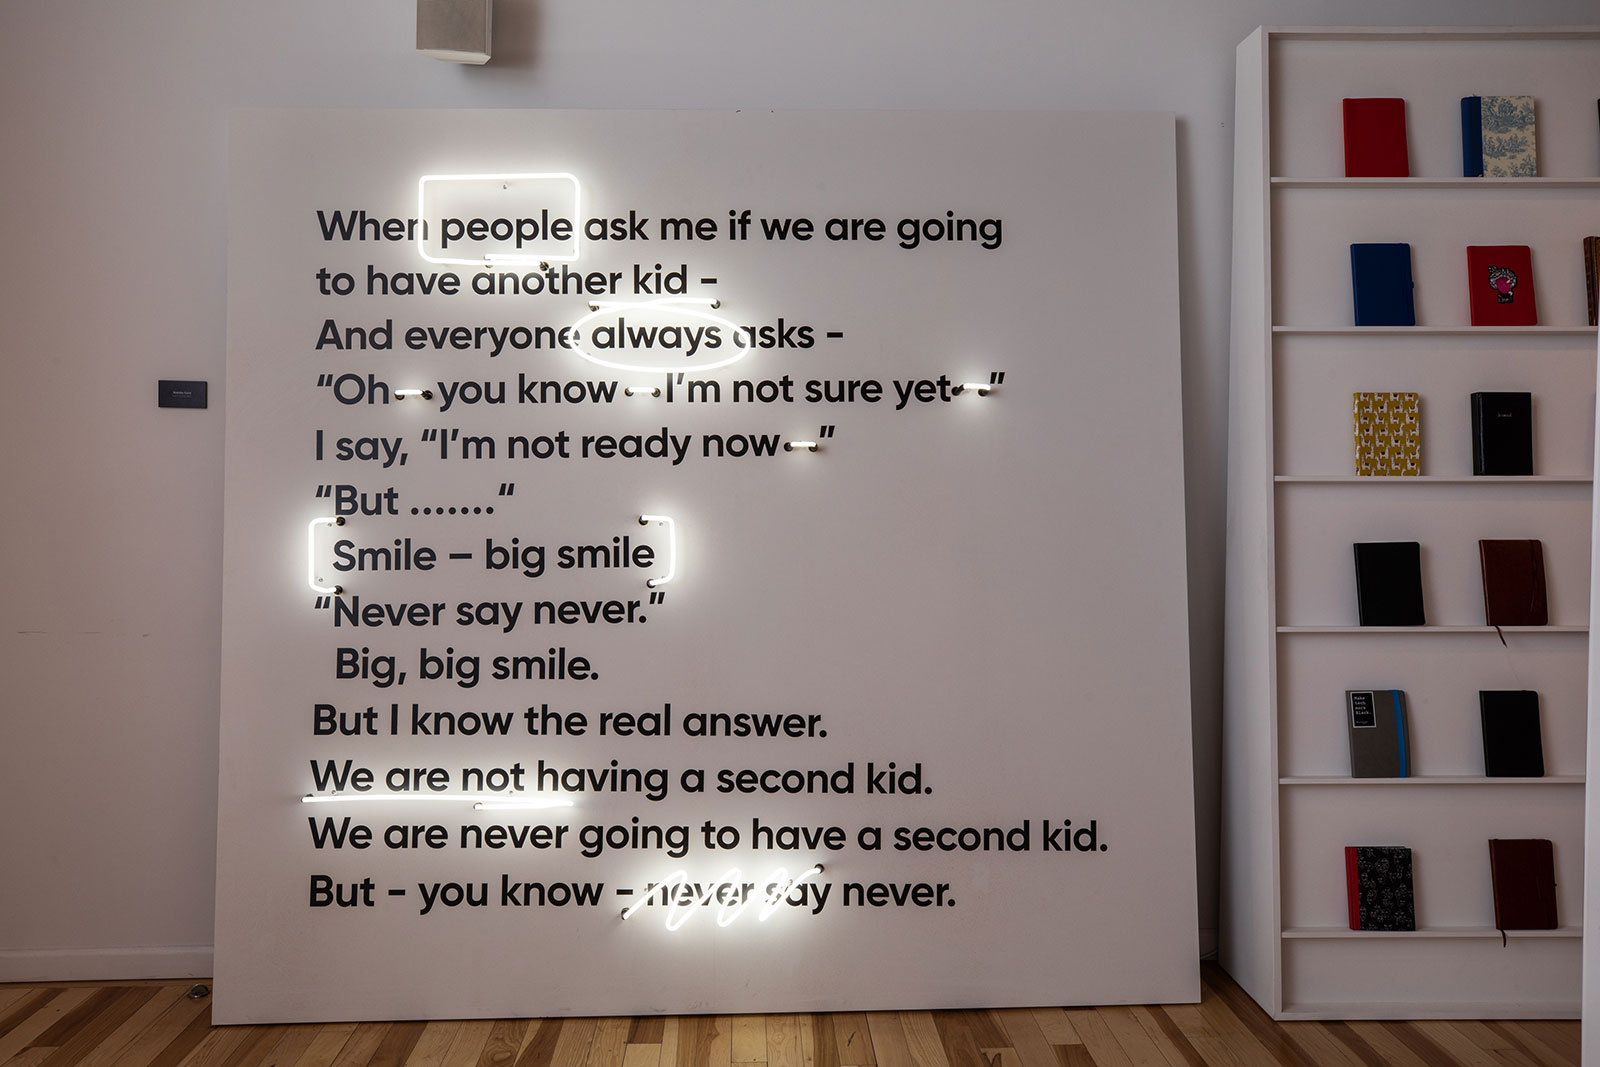 When people ask me if we are going
to have another kid -
And everyone always asks -
“Oh - you know - I’m not sure yet - ”
I say, “I’m not ready now - ”
“But .......“
Smile – big smile
“Never say never.”
Big, big smile.
But I know the real answer.
We are not having a second kid.
We are never going to have a second kid.
But - you know - never say never.